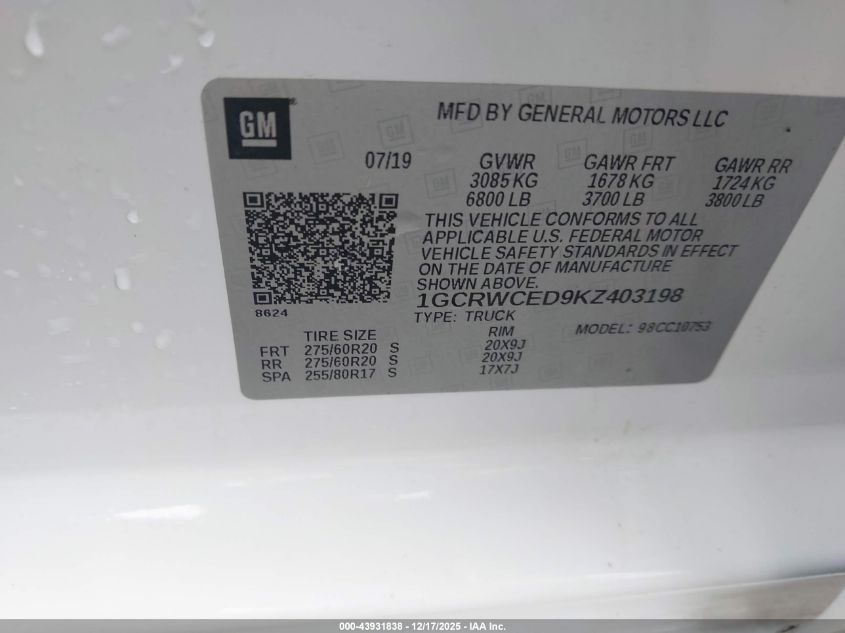 GM
MFD BY GENERAL MOTORS LLC
07/19 GVWR GAWR FRT GAWR RR
3085 KG 1678 KG 1724 KG
6800 LB 3700 LB 3800 LB
THIS VEHICLE CONFORMS TO ALL
APPLICABLE U.S. FEDERAL MOTOR
VEHICLE SAFETY STANDARDS IN EFFECT
ON THE DATE OF MANUFACTURE
SHOWN ABOVE.
8624
1GCRWCED9KZ403198
TYPE: TRUCK MODEL: 98CC10753
TIRE SIZE RIM
FRT 275/60R20 S 20X9J
RR 275/60R20 S 20X9J
SPA 255/80R17 S 17X7J
000-43931838 - 12/17/2025 - IAA Inc.